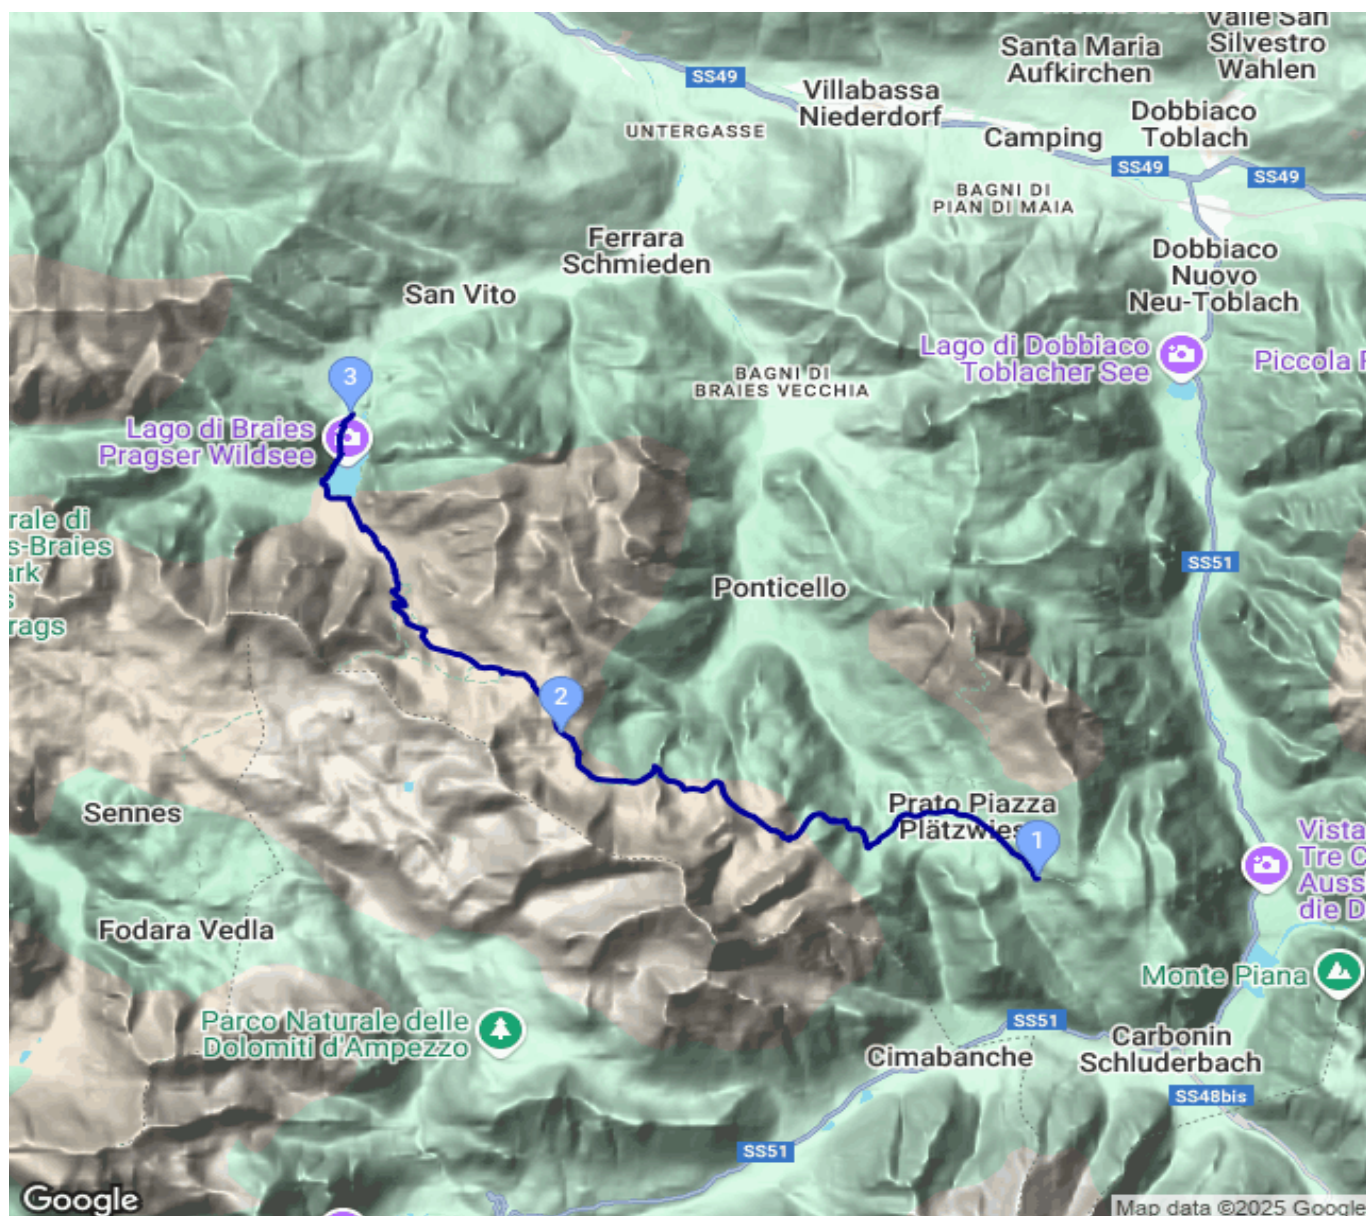 Valle San
Silvestro
Wahlen
Santa Maria
Aufkirchen
SS49
Villabassa
Niederdorf
Dobbiaco
Toblach
UNTERGASSE
Camping
SS49
SS49
BAGNI DI
PIAN DI MAIA
Ferrara
Schmieden
Dobbiaco
Nuovo
Neu-Toblach
San Vito
Lago di Dobbiaco
Toblacher See
Piccola
BAGNI DI
BRAIES VECCHIA
3
Lago di Braies
Pragser Wildsee
rale di
s-Braies
ark
s
rags
SS51
Ponticello
2
Sennes
Prato Piazza
Plätzwies
1
Vista
Tre C
Auss
die D
Fodara Vedla
Monte Piana
Parco Naturale delle
Dolomiti d'Ampezzo
SS51
Cimabanche
Carbonin
Schluderbach
SS48bis
SS51
Google
Map data ©2025 Google